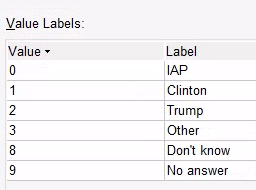 Value Labels:
Value Label
0 IAP
1 Clinton
2 Trump
3 Other
8 Don't know
9 No answer